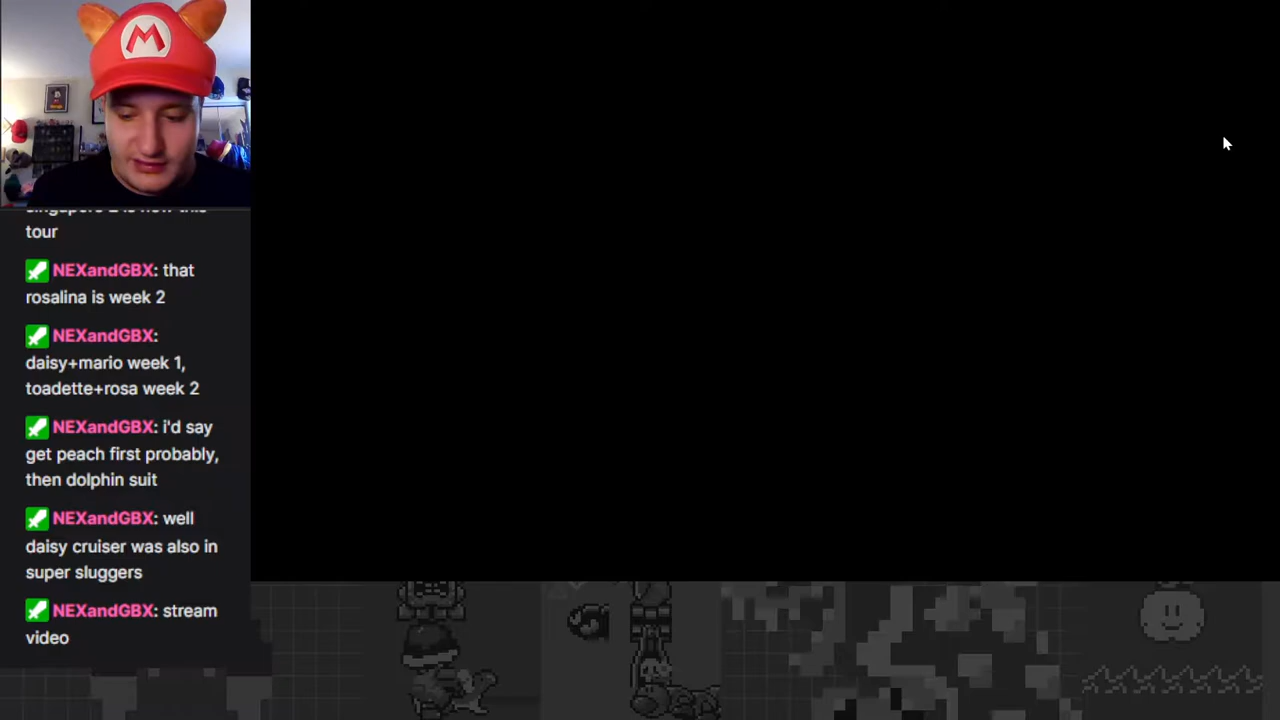 tour
NEXandGBX: that
rosalina is week 2
NEXandGBX:
daisy+mario week 1,
toadette+rosa week 2
NEXandGBX: i'd say
get peach first probably,
then dolphin suit
NEXandGBX: well
daisy cruiser was also in
super sluggers
NEXandGBX: stream
video
M